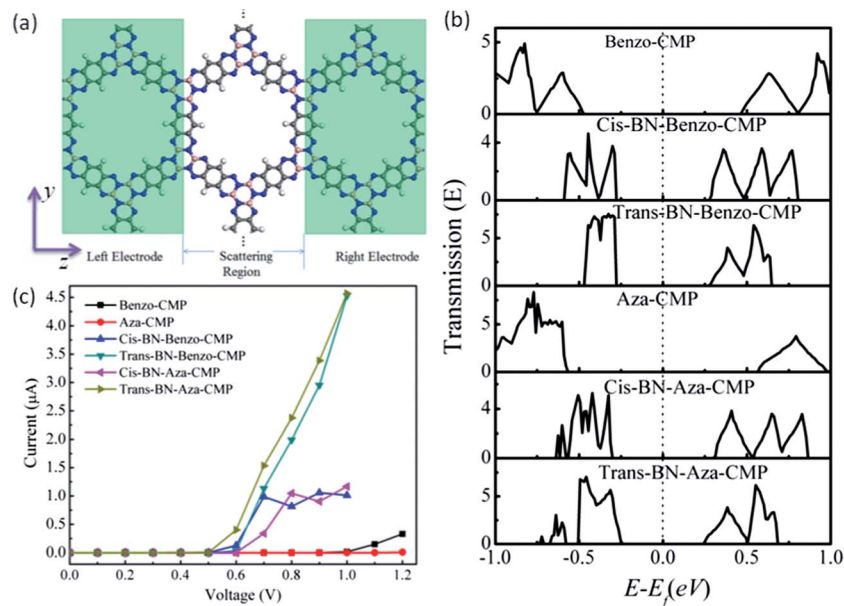 (a)
y
z
Left Electrode
Scattering
Region
Right Electrode
(b)
Transmission (E)
Benzo-CMP
5
0
Cis-BN-Benzo-CMP
4
0
Trans-BN-Benzo-CMP
5
0
Aza-CMP
5
0
Cis-BN-Aza-CMP
4
0
Trans-BN-Aza-CMP
5
0
-1.0 -0.5 0.0 0.5 1.0
E-Ef(eV)
(c)
Current (μA)
4.5
4.0
3.5
3.0
2.5
2.0
1.5
1.0
0.5
0.0
Benzo-CMP
Aza-CMP
Cis-BN-Benzo-CMP
Trans-BN-Benzo-CMP
Cis-BN-Aza-CMP
Trans-BN-Aza-CMP
0.0 0.2 0.4 0.6 0.8 1.0 1.2
Voltage (V)